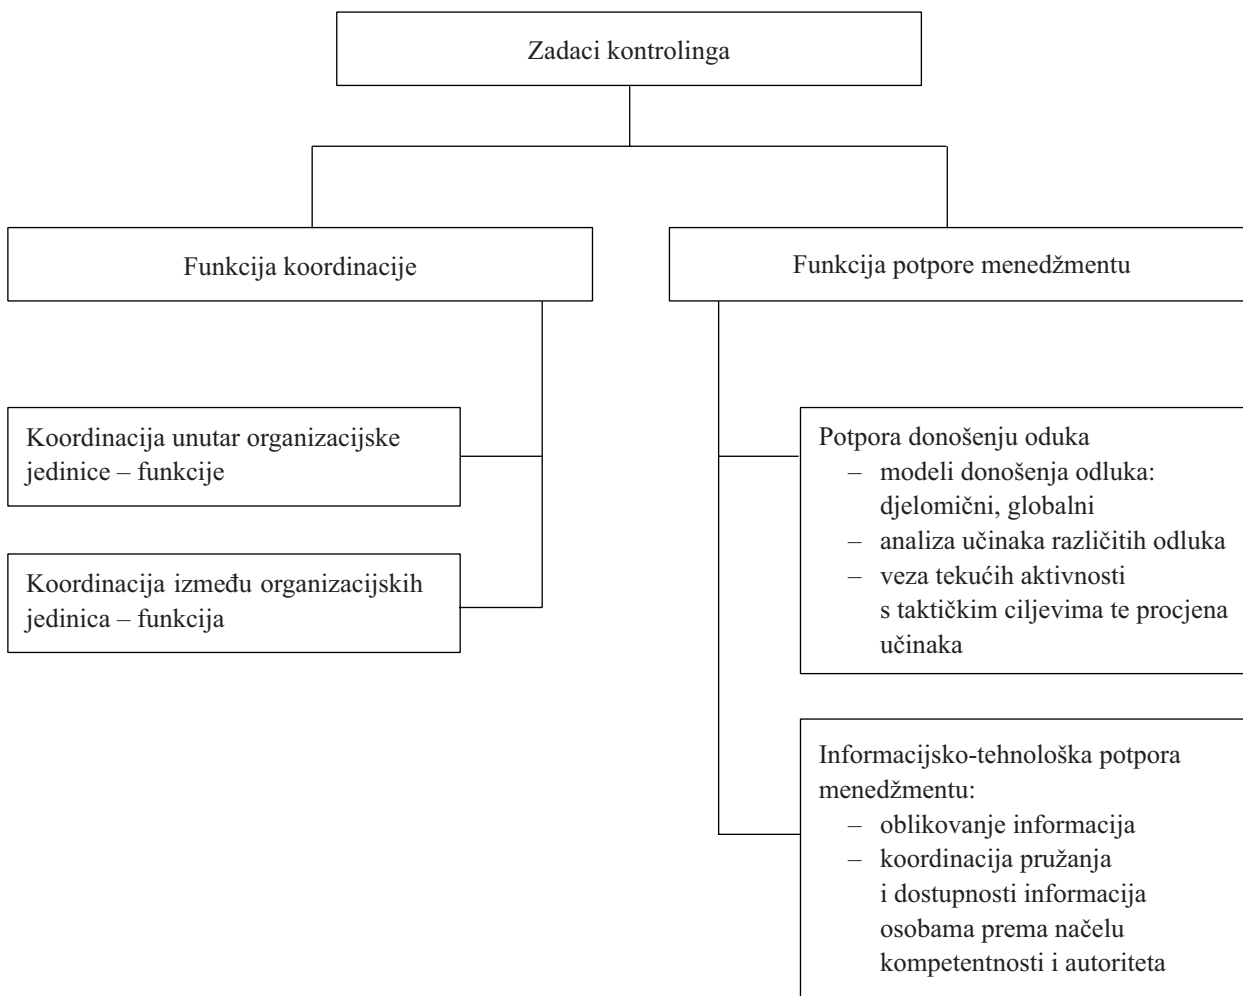 Zadaci kontrolinga
Funkcija koordinacije
Funkcija potpore menedžmentu
Koordinacija unutar organizacijske
jedinice – funkcije
Koordinacija između organizacijskih
jedinica – funkcija
Potpora donošenju oduka
– modeli donošenja odluka:
djelomični, globalni
– analiza učinaka različitih odluka
– veza tekućih aktivnosti
s taktičkim ciljevima te procjena
učinaka
Informacijsko-tehnološka potpora
menedžmentu:
– oblikovanje informacija
– koordinacija pružanja
i dostupnosti informacija
osobama prema načelu
kompetentnosti i autoriteta